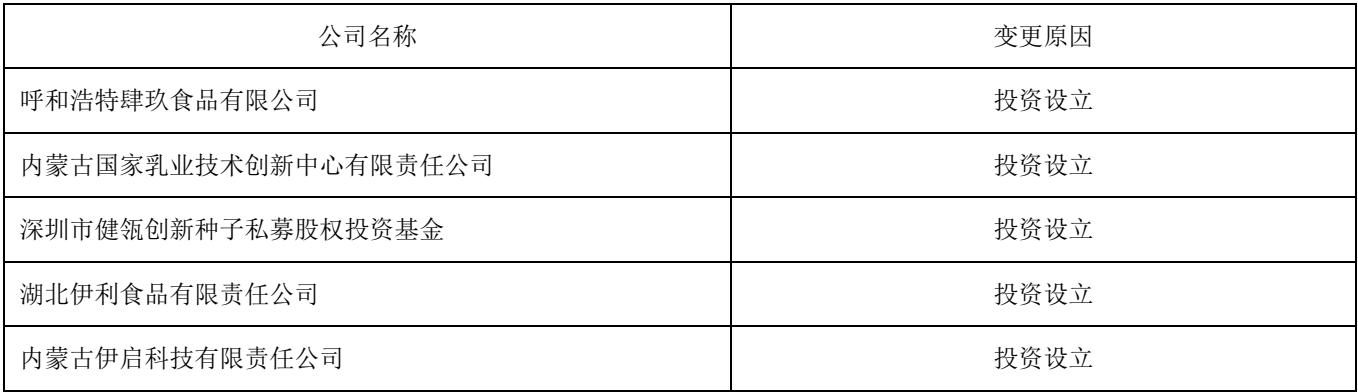 公司名称 变更原因
呼和浩特肆玖食品有限公司 投资设立
内蒙古国家乳业技术创新中心有限责任公司 投资设立
深圳市健瓴创新种子私募股权投资基金 投资设立
湖北伊利食品有限责任公司 投资设立
内蒙古伊启科技有限责任公司 投资设立